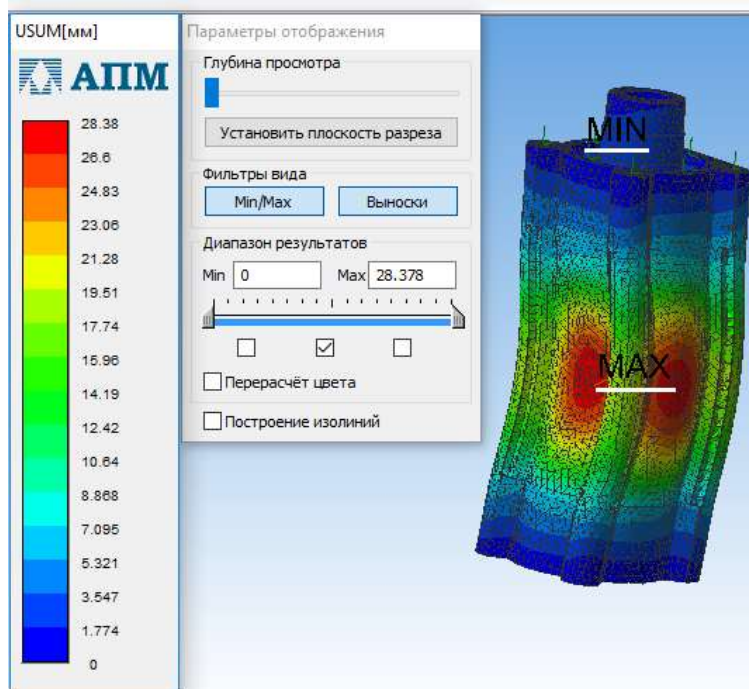 USUM[мм]
АПМ
28.38
26.6
24.83
23.06
21.28
19.51
17.74
15.96
14.19
12.42
10.64
8.868
7.095
5.321
3.547
1.774
0
Параметры отображения
Глубина просмотра
Установить плоскость разреза
Фильтры вида
Min/Max Выноски
Диапазон результатов
Min 0 Max 28.378
Перерасчёт цвета
Построение изолиний
MIN
MAX